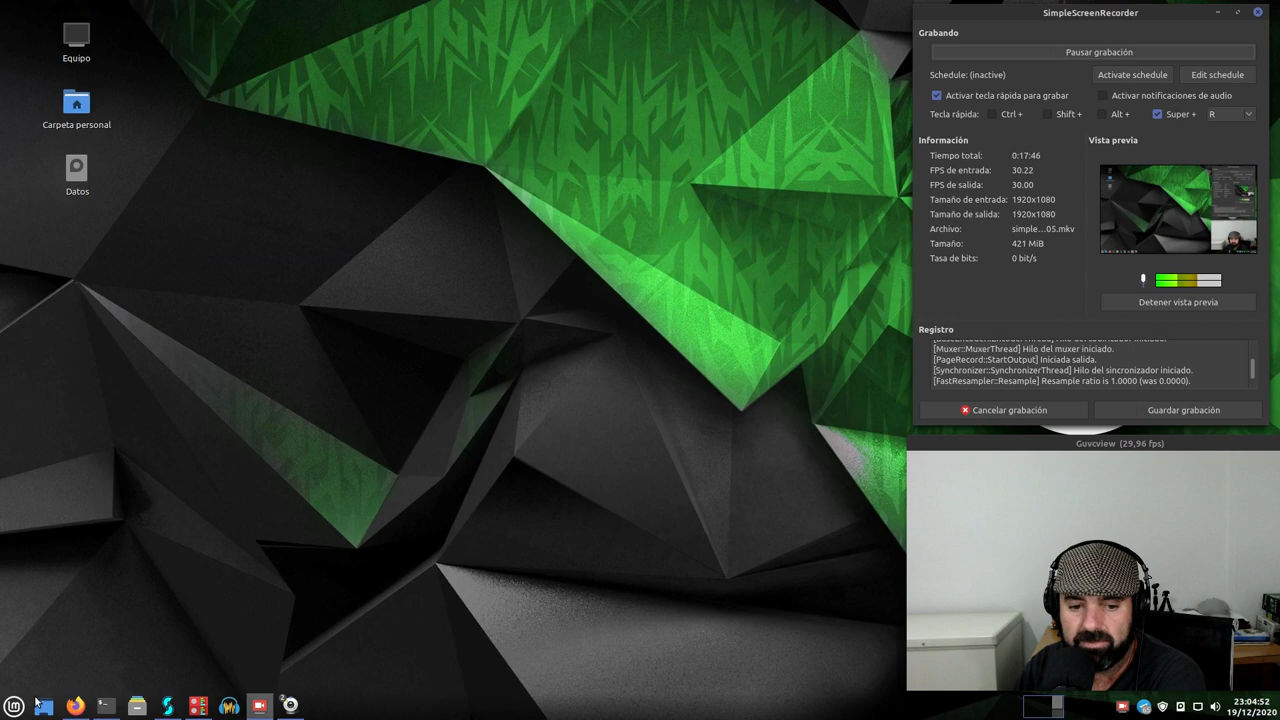 Equipo
Carpeta personal
Datos
SimpleScreenRecorder
Grabando
Pausar grabación
Schedule: (inactive)
Activate schedule
Edit schedule
Activar tecla rápida para grabar
Activar notificaciones de audio
Tecla rápida: Ctrl + Shift + Alt + Super + R
Información
Tiempo total: 0:17:46
FPS de entrada: 30.22
FPS de salida: 30.00
Tamaño de entrada: 1920x1080
Tamaño de salida: 1920x1080
Archivo: simple…05.mkv
Tamaño: 421 MiB
Tasa de bits: 0 bit/s
Vista previa
Detener vista previa
Registro
[Muxer::MuxerThread] Hilo del muxer iniciado.
[PageRecord::StartOutput] Iniciada salida.
[Synchronizer::SynchronizerThread] Hilo del sincronizador iniciado.
[FastResampler::Resample] Resample ratio is 1.0000 (was 0.0000).
Cancelar grabación
Guardar grabación
Guvcview (29,96 fps)
2
23:04:52
19/12/2020